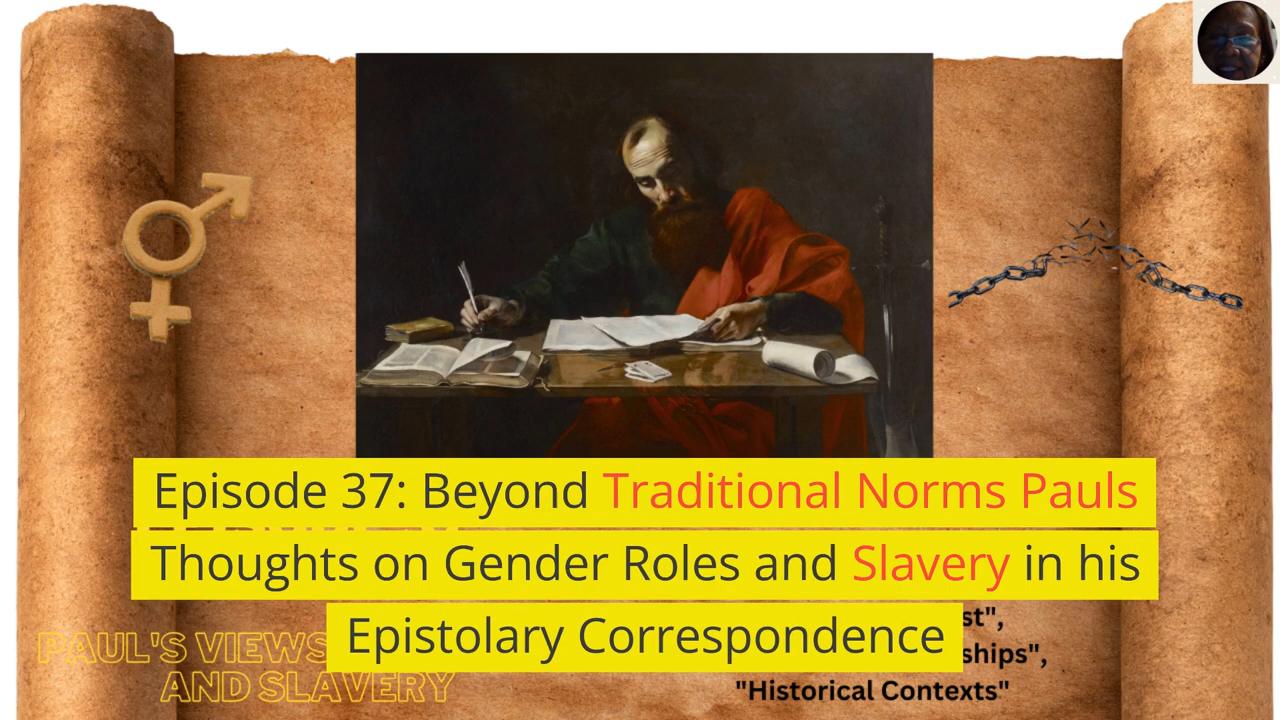 Episode 37: Beyond Traditional Norms Pauls
Thoughts on Gender Roles and Slavery in his
Epistolary Correspondence
PAUL'S VIEWS
AND SLAVERY
"Historical Contexts"